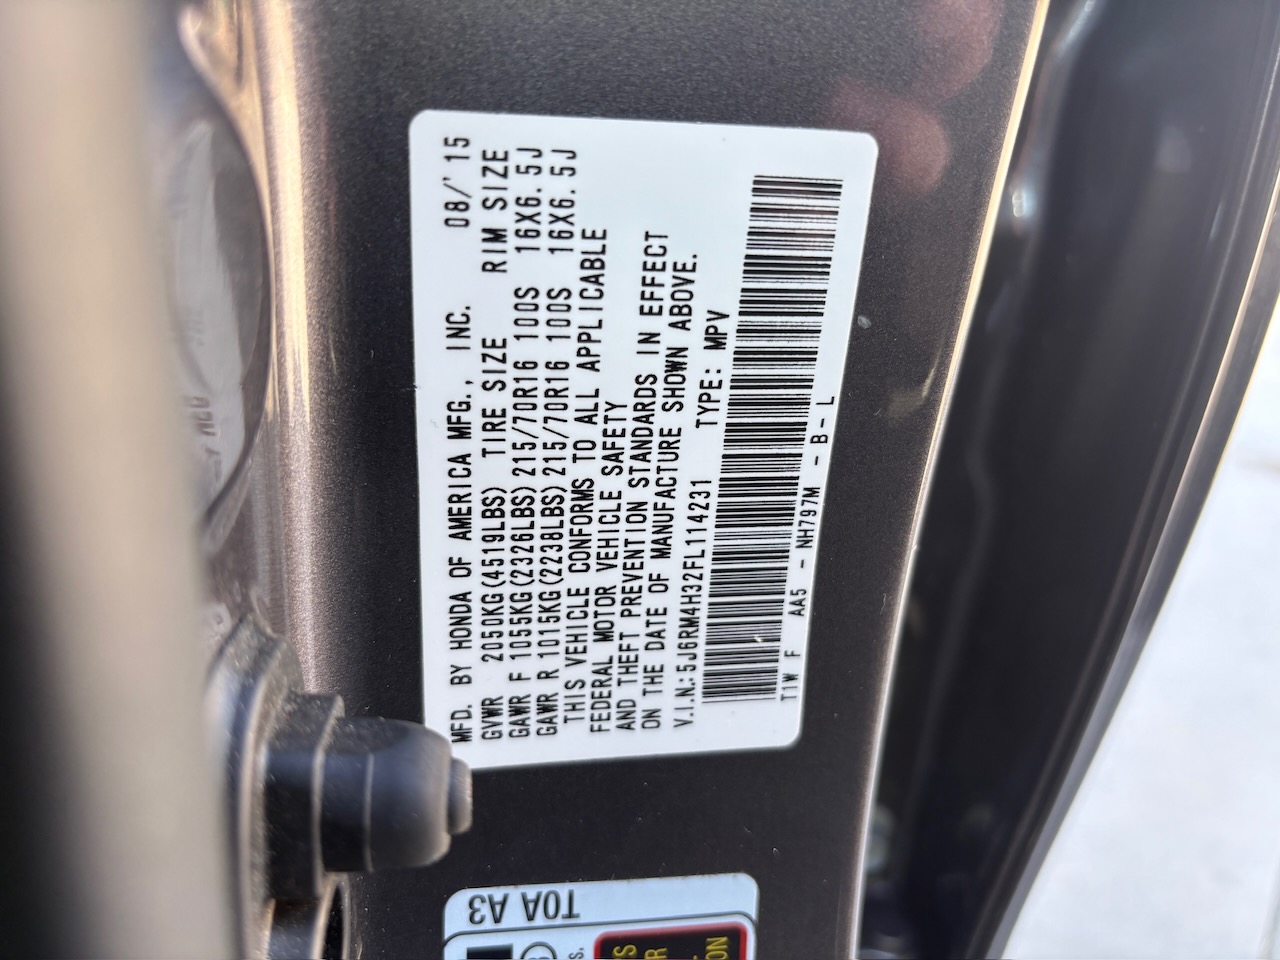 MFD. BY HONDA OF AMERICA MFG., INC. 08/'15
GVWR 2050KG(4519LBS) TIRE SIZE RIM SIZE
GAWR F 1055KG(2326LBS)215/70R16 100S 16X6.5J
GAWR R 1015KG(2238LBS)215/70R16 100S 16X6.5J
THIS VEHICLE CONFORMS TO ALL APPLICABLE
FEDERAL MOTOR VEHICLE SAFETY
AND THEFT PREVENTION STANDARDS IN EFFECT
ON THE DATE OF MANUFACTURE SHOWN ABOVE.
V.I.N.:5J6RM4H32FL114231 TYPE: MPV
T1W F AA5 - NH797M - B- L
T0A A3